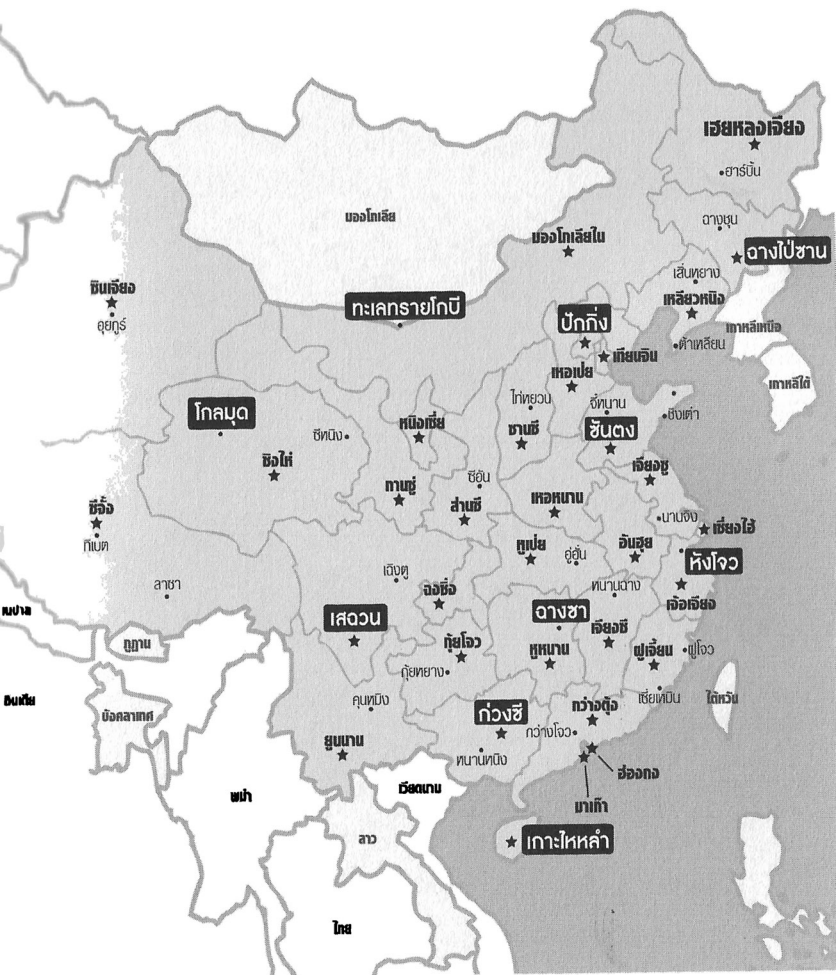 เฮยหลงเจียง
ฮาร์บิ้น
มองโกเลีย
มองโกเลียใน
ฉางชุน
ฉางไป่ซาน
เสิ่นหยาง
เหลียวหนิง
ซินเจียง
อุยกูร์
ทะเลทรายโกบี
ปักกิ่ง
เกาหลีเหนือ
เทียนจิน
ต้าเหลียน
เหอเป่ย
เกาหลีใต้
โกลมุด
ซีหนิง
หนิงเซี่ย
ไท่หยวน
จี้หนาน
ชิงเต่า
ซานซี
ซันตง
ชิงไห่
เจียงซู
ซีอัน
กานซู่
ส่านซี
เหอหนาน
ซีจั้ง
ทิเบต
นานจิง
เซี่ยงไฮ้
หูเป่ย
อู่ฮั่น
อันฮุย
หังโจว
เฉิงตู
ลาซา
ฉงชิ่ง
หนานฉาง
เจ้อเจียง
เนปาล
เสฉวน
ฉางซา
เจียงซี
ภูฏาน
กุ้ยโจว
หูหนาน
ฝูเจี้ยน
ฝูโจว
กุ้ยหยาง
อินเดีย
บังคลาเทศ
คุนหมิง
ก่วงซี
กว่างตุ้ง
เซี่ยเหมิน
ไต้หวัน
กว่างโจว
ยูนนาน
หนานหนิง
ฮ่องกง
พม่า
เวียดนาม
มาเก๊า
ลาว
เกาะไหหลำ
ไทย